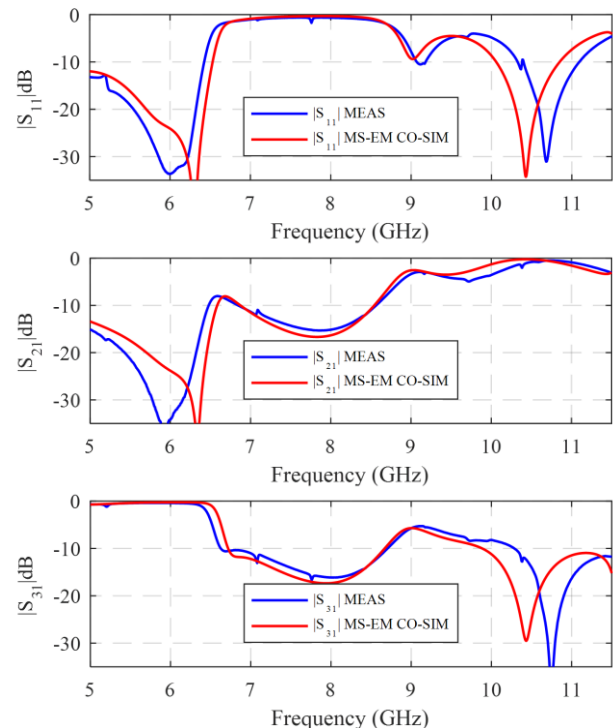 0
-10
-20
-30
|S11|dB
|S11| MEAS
|S11| MS-EM CO-SIM
5 6 7 8 9 10 11
Frequency (GHz)
0
-10
-20
-30
|S21|dB
|S21| MEAS
|S21| MS-EM CO-SIM
5 6 7 8 9 10 11
Frequency (GHz)
0
-10
-20
-30
|S31|dB
|S31| MEAS
|S31| MS-EM CO-SIM
5 6 7 8 9 10 11
Frequency (GHz)